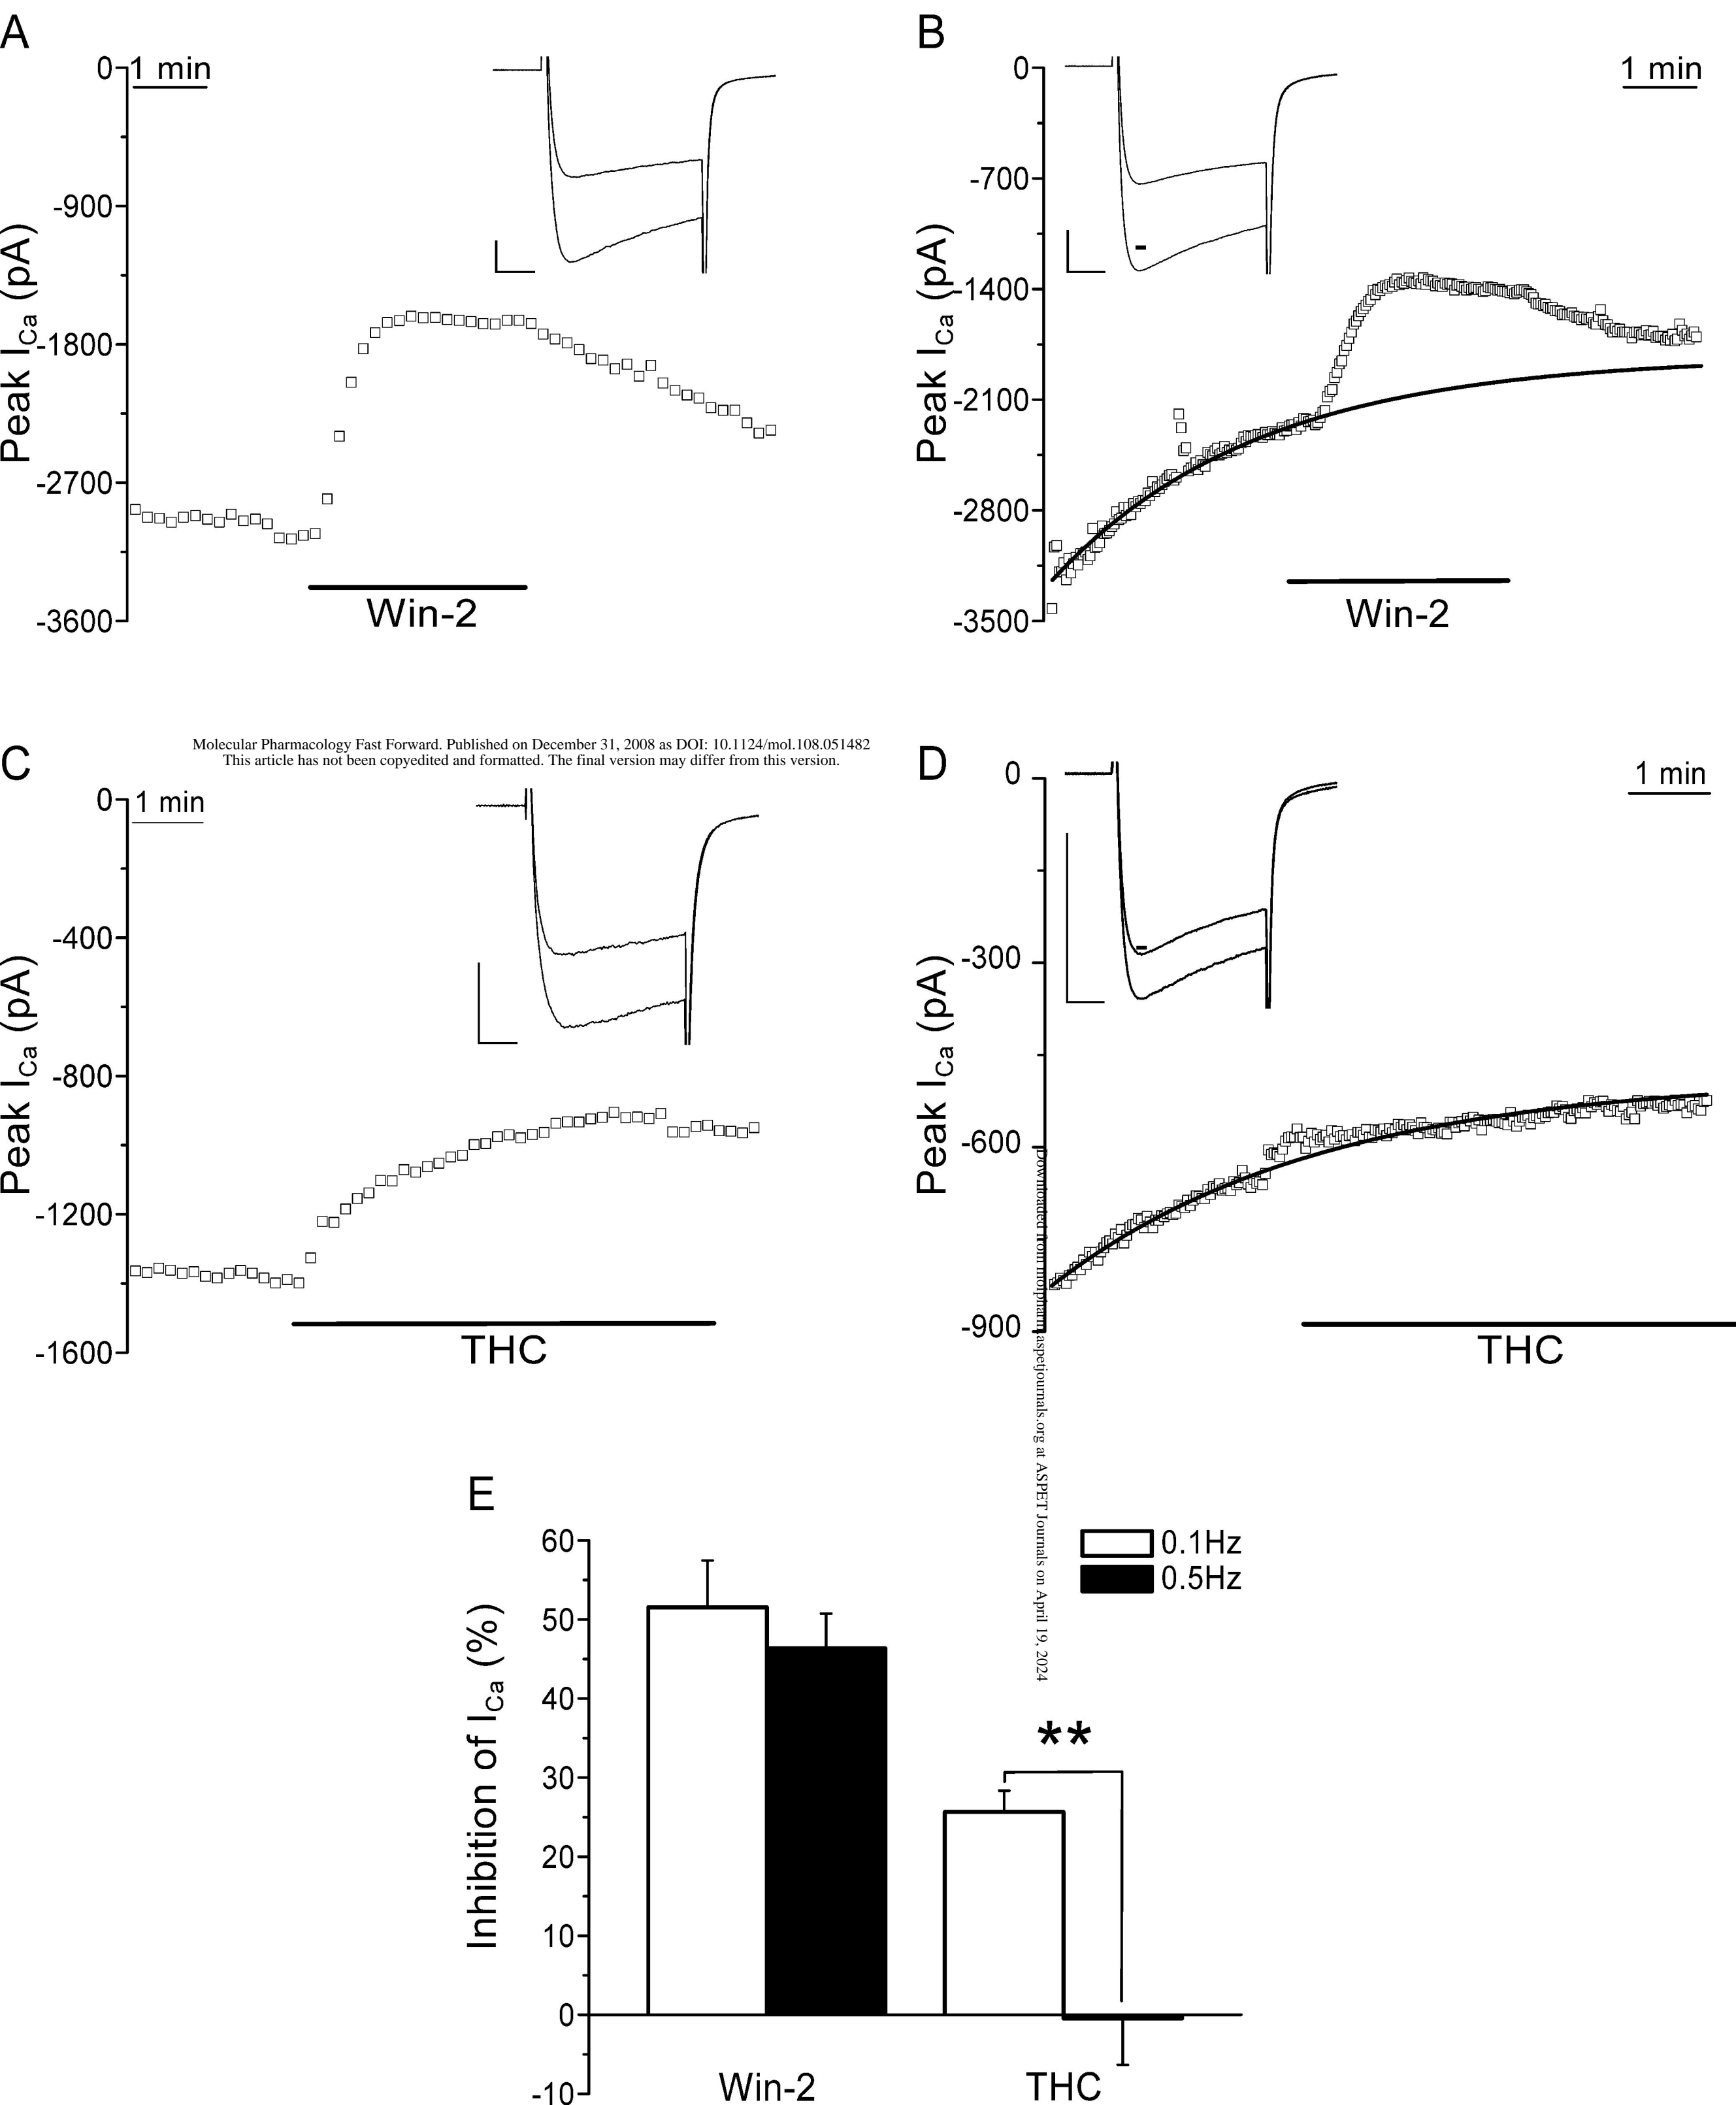 A
0
1 min
-900
-1800
-2700
-3600
Peak ICa (pA)
Win-2
B
0
1 min
-700
-1400
-2100
-2800
-3500
Peak ICa (pA)
Win-2
Molecular Pharmacology Fast Forward. Published on December 31, 2008 as DOI: 10.1124/mol.108.051482
This article has not been copyedited and formatted. The final version may differ from this version.
C
0
1 min
-400
-800
-1200
-1600
Peak ICa (pA)
THC
D
0
1 min
-300
-600
-900
Peak ICa (pA)
THC
Downloaded from molpharm.aspetjournals.org at ASPET Journals on April 19, 2024
E
60
50
40
30
20
10
0
-10
Inhibition of ICa (%)
0.1Hz
0.5Hz
**
Win-2
THC